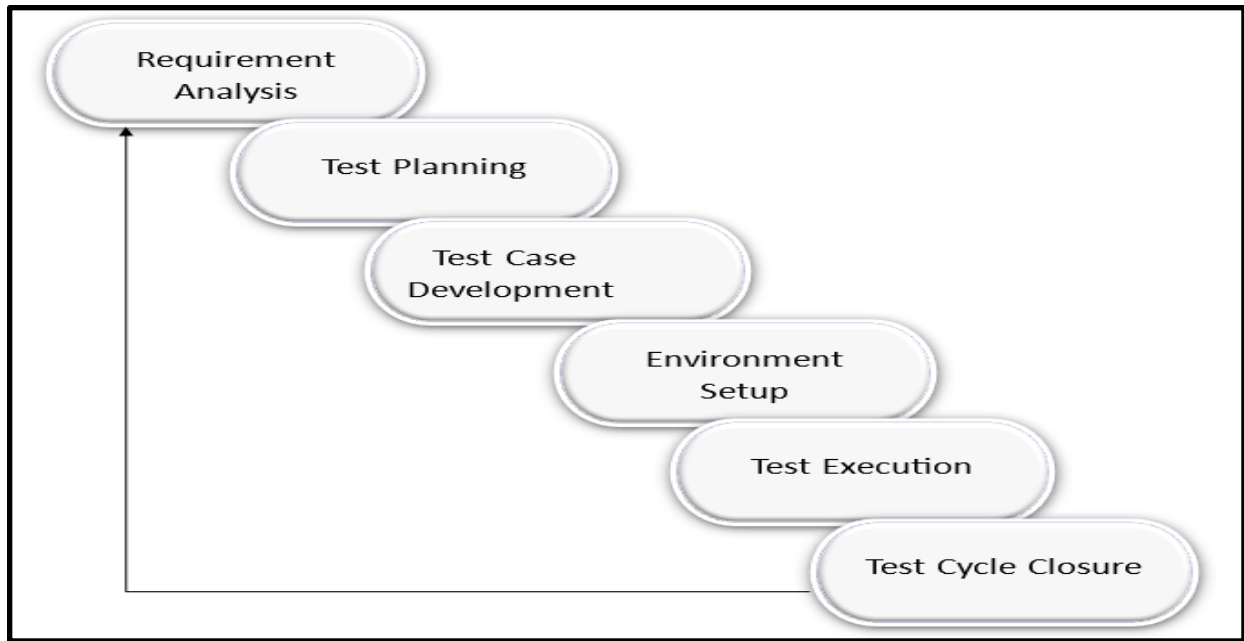 Requirement
Analysis
Test Planning
Test Case
Development
Environment
Setup
Test Execution
Test Cycle Closure